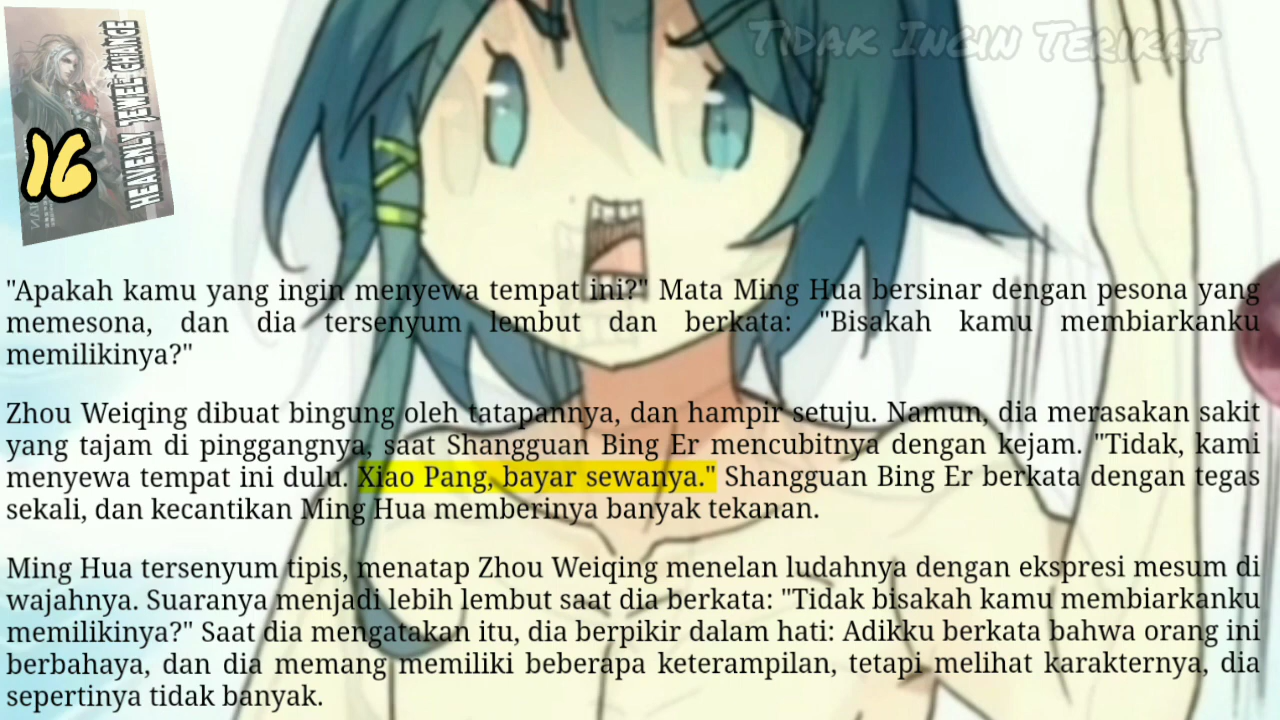 TIDAK INGIN TERIKAT
HEAVENLY JEWEL CHANGE
16
"Apakah kamu yang ingin menyewa tempat ini?" Mata Ming Hua bersinar dengan pesona yang
memesona, dan dia tersenyum lembut dan berkata: "Bisakah kamu membiarkanku
memilikinya?"
Zhou Weiqing dibuat bingung oleh tatapannya, dan hampir setuju. Namun, dia merasakan sakit
yang tajam di pinggangnya, saat Shangguan Bing Er mencubitnya dengan kejam. "Tidak, kami
menyewa tempat ini dulu. Xiao Pang, bayar sewanya." Shangguan Bing Er berkata dengan tegas
sekali, dan kecantikan Ming Hua memberinya banyak tekanan.
Ming Hua tersenyum tipis, menatap Zhou Weiqing menelan ludahnya dengan ekspresi mesum di
wajahnya. Suaranya menjadi lebih lembut saat dia berkata: "Tidak bisakah kamu membiarkanku
memilikinya?" Saat dia mengatakan itu, dia berpikir dalam hati: Adikku berkata bahwa orang ini
berbahaya, dan dia memang memiliki beberapa keterampilan, tetapi melihat karakternya, dia
sepertinya tidak banyak.